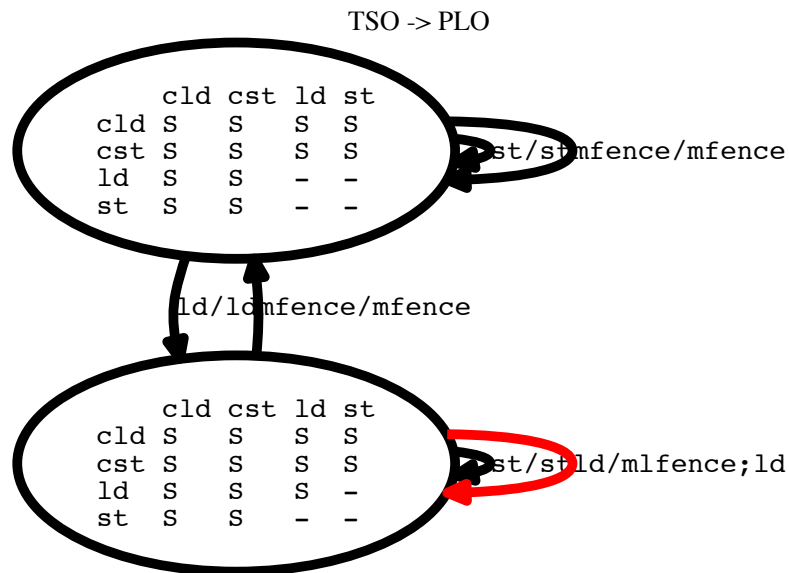 TSO -> PLO
cld cst ld st
cld S S S S
cst S S S S
ld S S - -
st S S - -
st/st
mfence/mfence
ld/ld
mfence/mfence
cld cst ld st
cld S S S S
cst S S S S
ld S S S -
st S S - -
st/st
ld/mlfence;ld